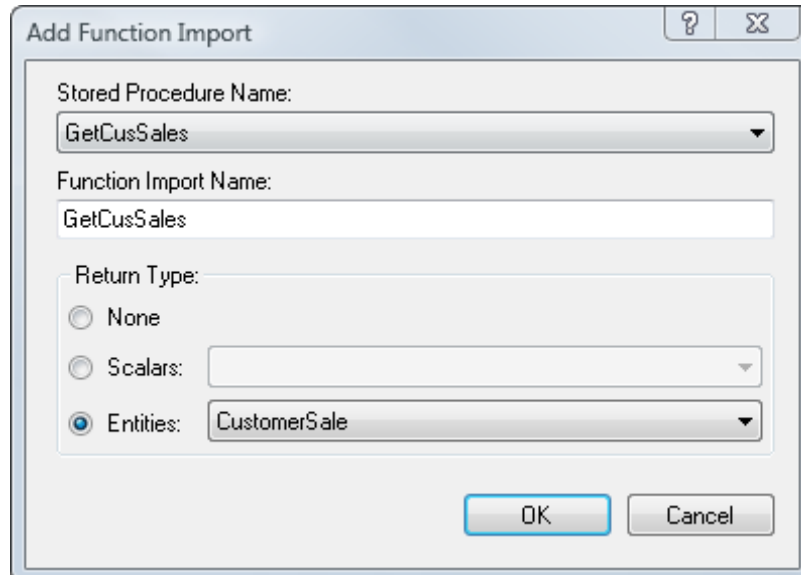 Add Function Import
?
Stored Procedure Name:
GetCusSales
Function Import Name:
GetCusSales
Return Type:
None
Scalars:
Entities: CustomerSale
OK Cancel